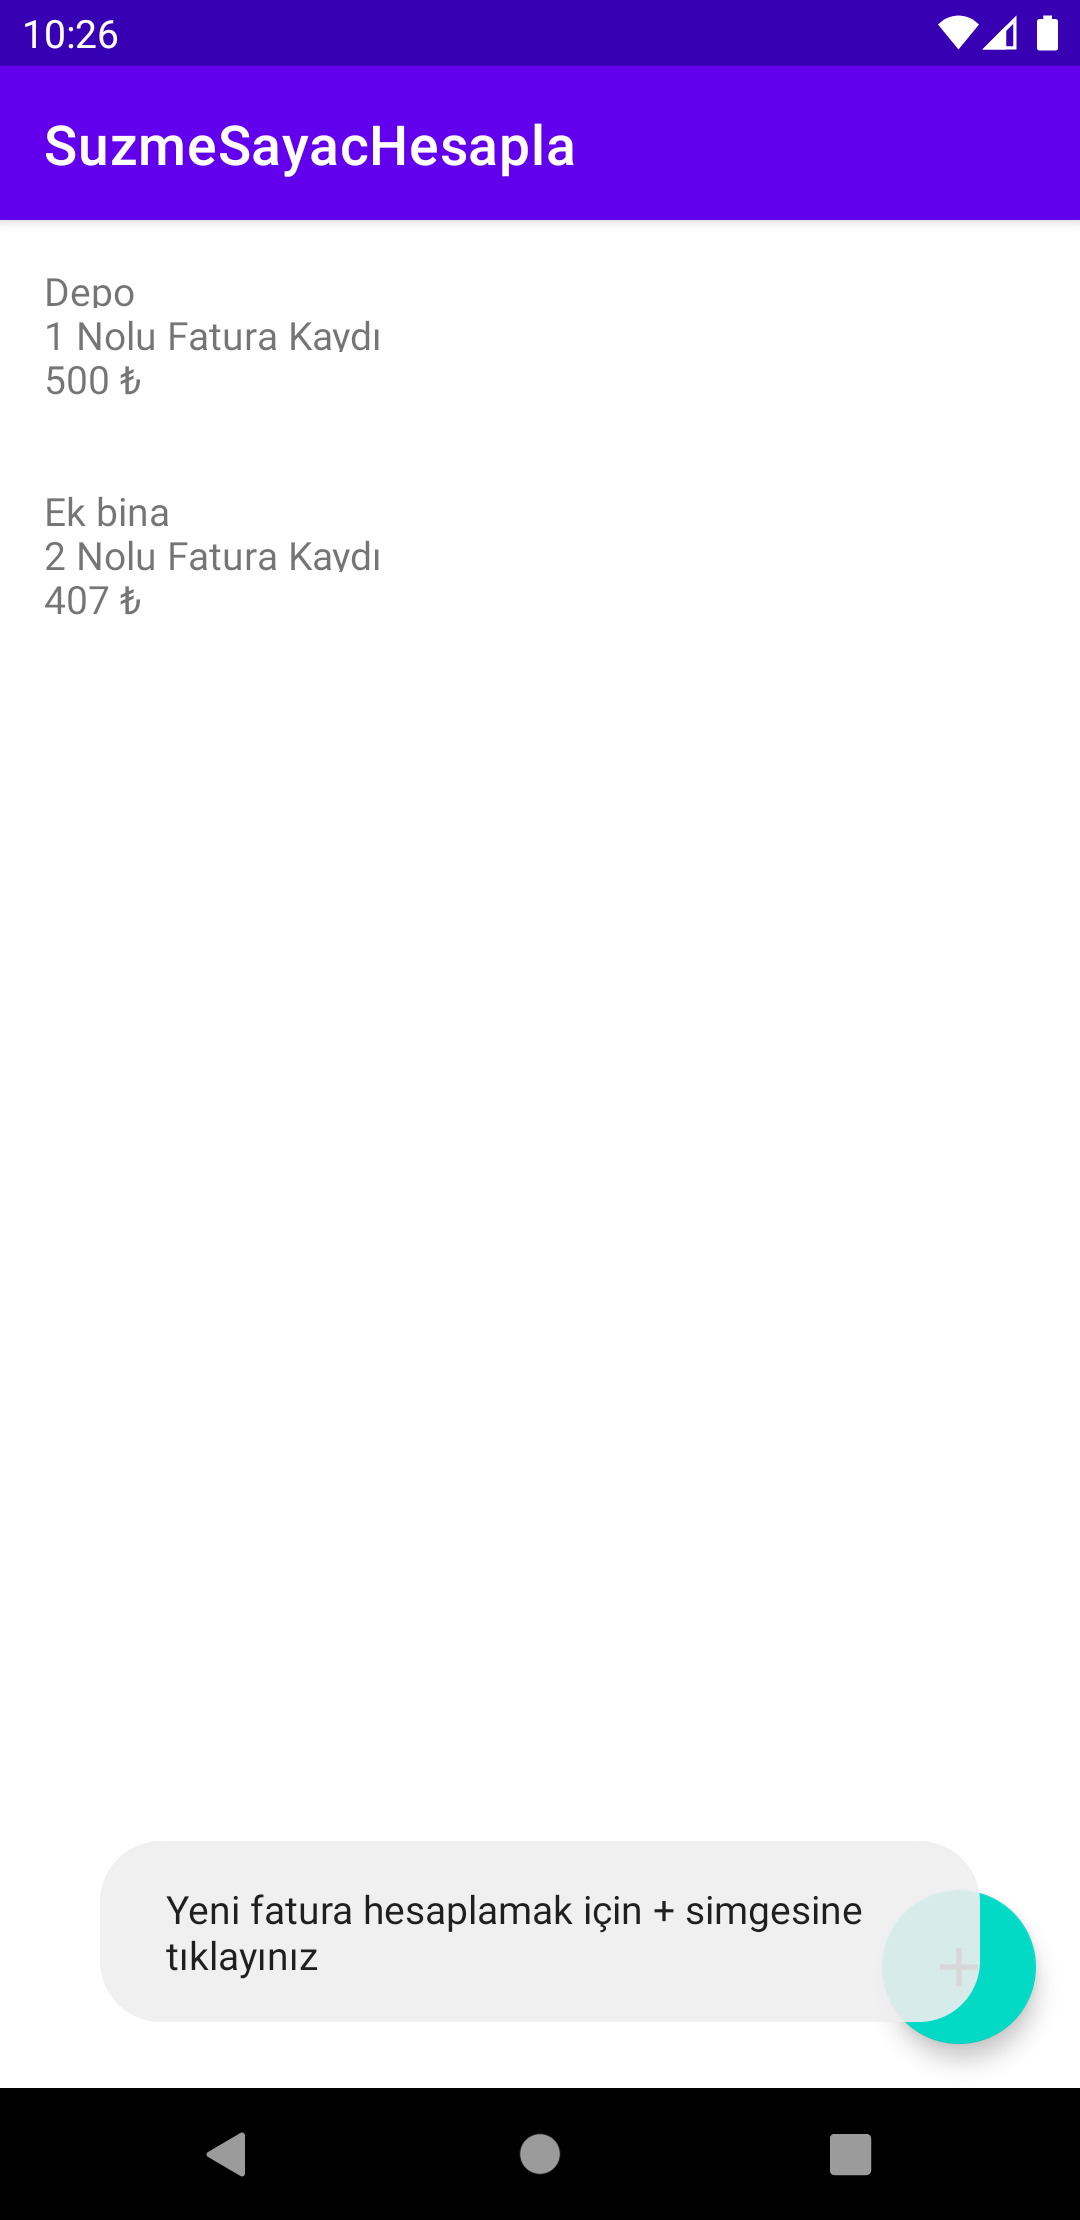 10:26
SuzmeSayacHesapla
Depo
1 Nolu Fatura Kaydı
500 ₺
Ek bina
2 Nolu Fatura Kaydı
407 ₺
Yeni fatura hesaplamak için + simgesine
tıklayınız
+